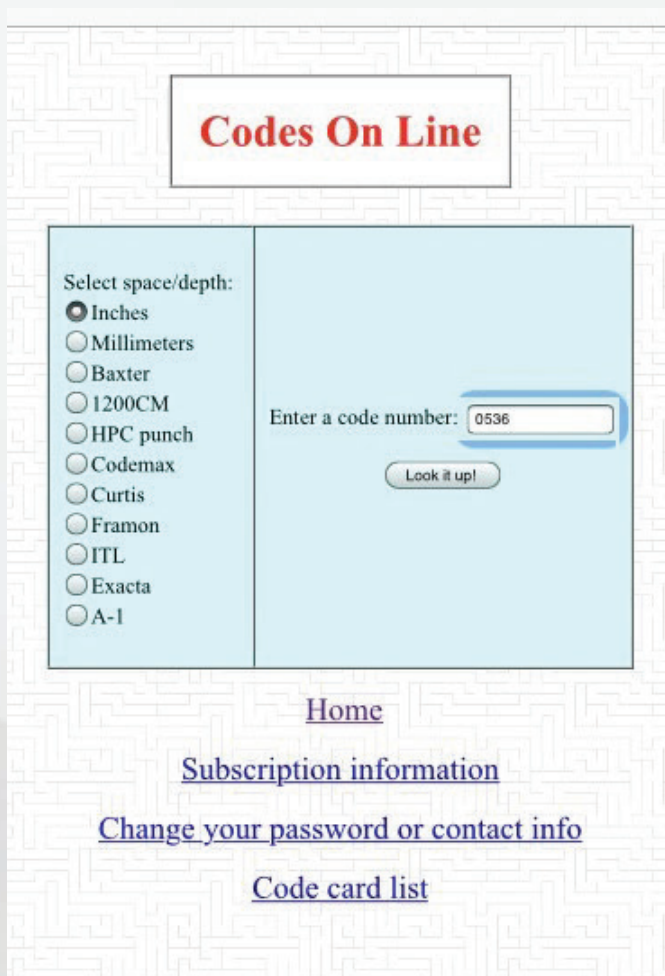 Codes On Line
Select space/depth:
Inches
Millimeters
Baxter
1200CM
HPC punch
Codemax
Curtis
Framon
ITL
Exacta
A-1
Enter a code number: 0536
Look it up!
Home
Subscription information
Change your password or contact info
Code card list